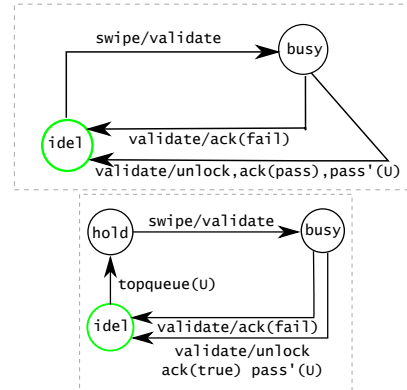 swipe/validate
busy
idel
validate/ack(fail)
validate/unlock,ack(pass),pass'(U)
hold
swipe/validate
busy
topqueue(U)
idel
validate/ack(fail)
validate/unlock
ack(true) pass'(U)